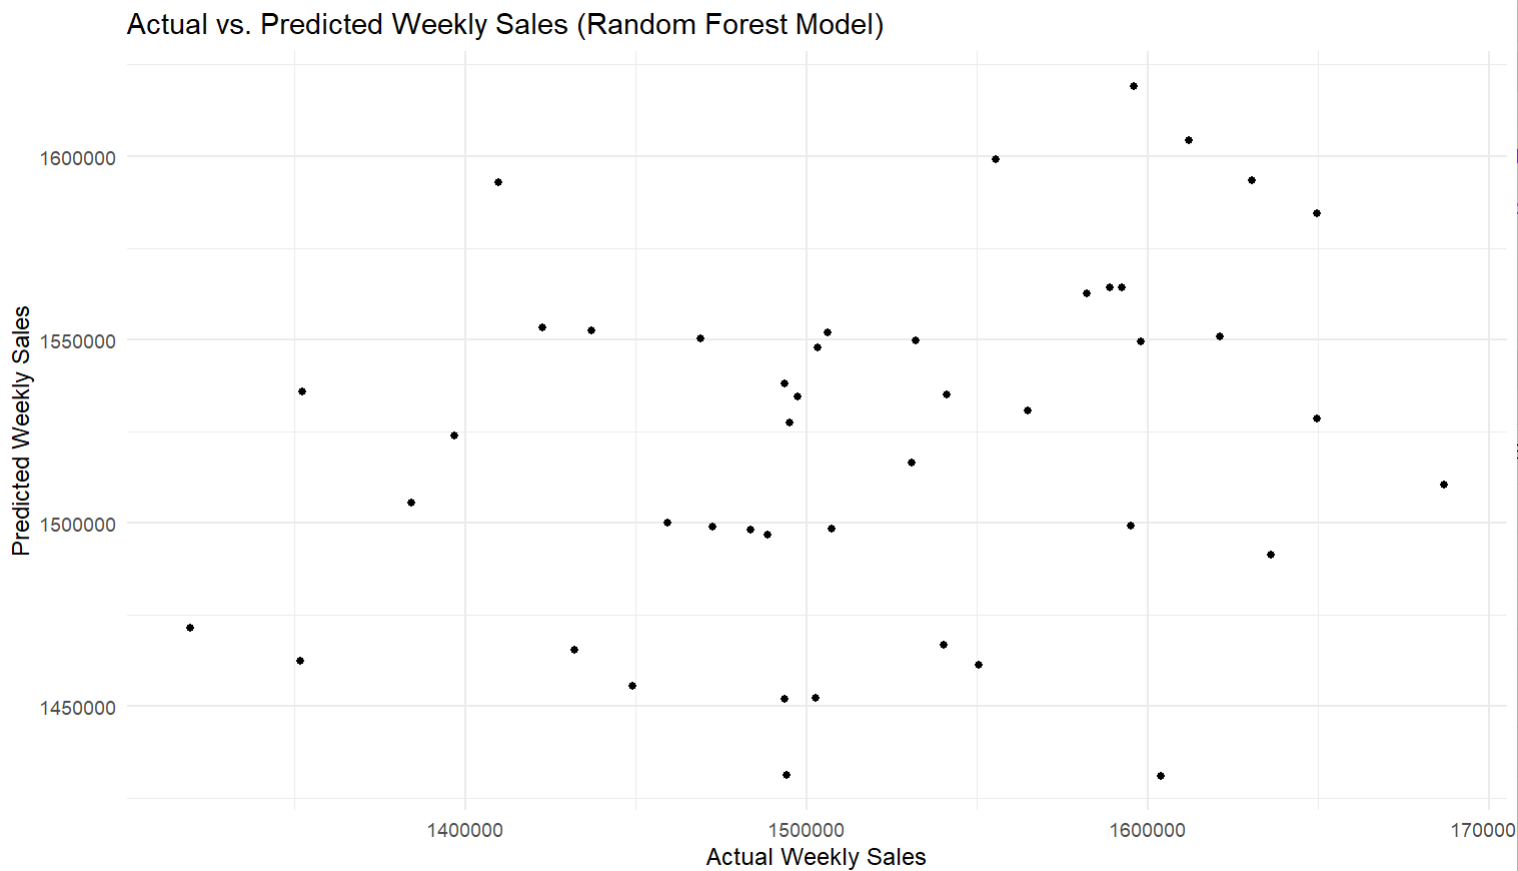 Actual vs. Predicted Weekly Sales (Random Forest Model)
Predicted Weekly Sales
1600000
1550000
1500000
1450000
1400000
1500000
1600000
170000
Actual Weekly Sales